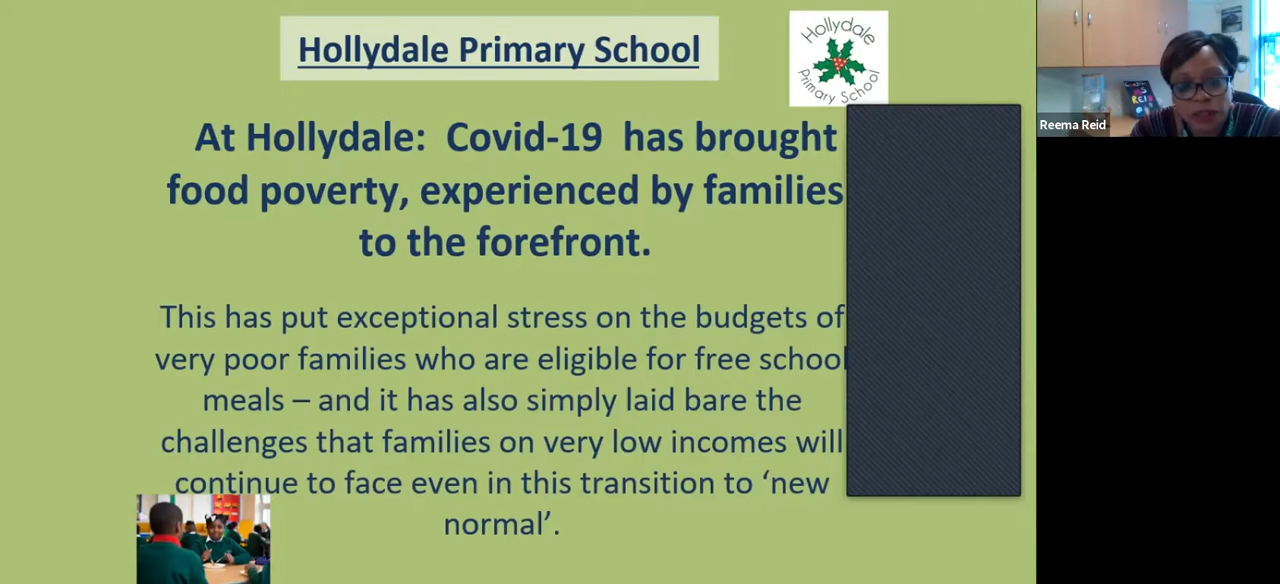 Hollydale Primary School
Hollydale
Primary School
At Hollydale:  Covid-19  has brought
food poverty, experienced by families
to the forefront.
This has put exceptional stress on the budgets of
very poor families who are eligible for free school
meals – and it has also simply laid bare the
challenges that families on very low incomes will
continue to face even in this transition to ‘new
normal’.
Reema Reid